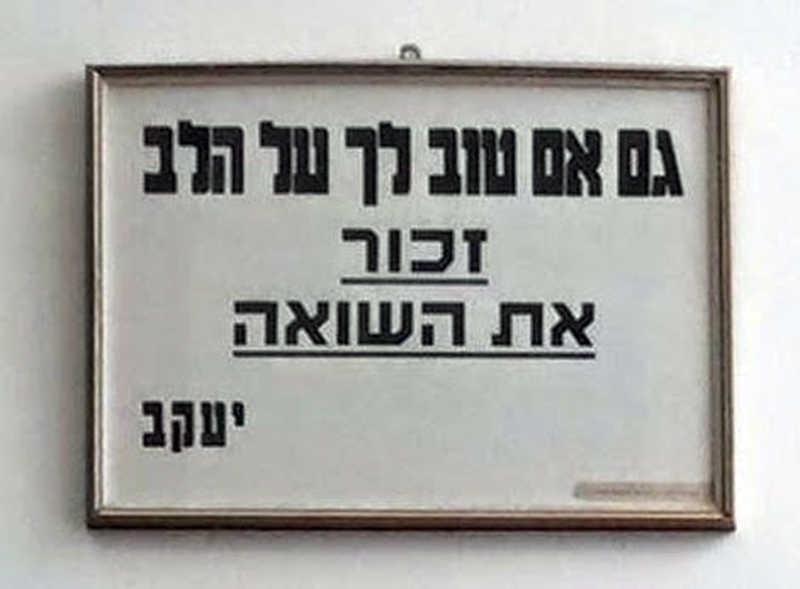 גם אם טוב לך על הלב
זכור
את השואה
יעקב